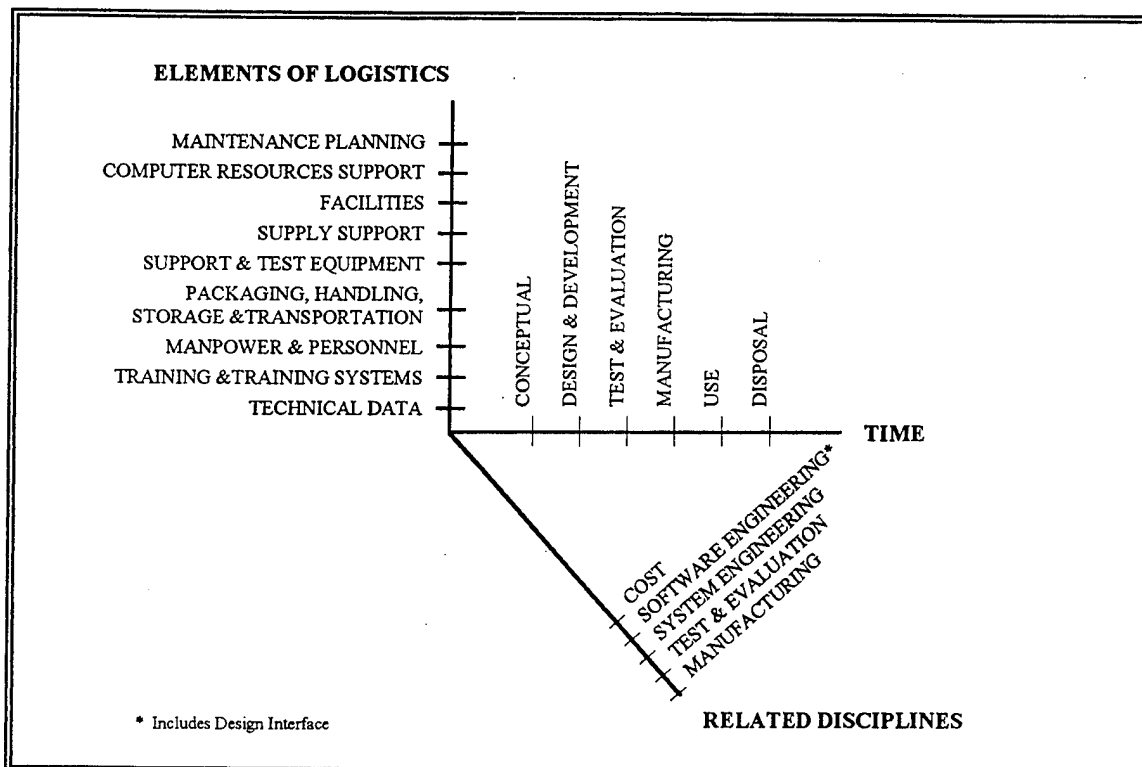 ELEMENTS OF LOGISTICS
MAINTENANCE PLANNING
COMPUTER RESOURCES SUPPORT
FACILITIES
SUPPLY SUPPORT
SUPPORT & TEST EQUIPMENT
PACKAGING, HANDLING,
STORAGE &TRANSPORTATION
MANPOWER & PERSONNEL
TRAINING &TRAINING SYSTEMS
TECHNICAL DATA
CONCEPTUAL
DESIGN & DEVELOPMENT
TEST & EVALUATION
MANUFACTURING
USE
DISPOSAL
TIME
COST
SOFTWARE ENGINEERING*
SYSTEM ENGINEERING
TEST & EVALUATION
MANUFACTURING
RELATED DISCIPLINES
* Includes Design Interface